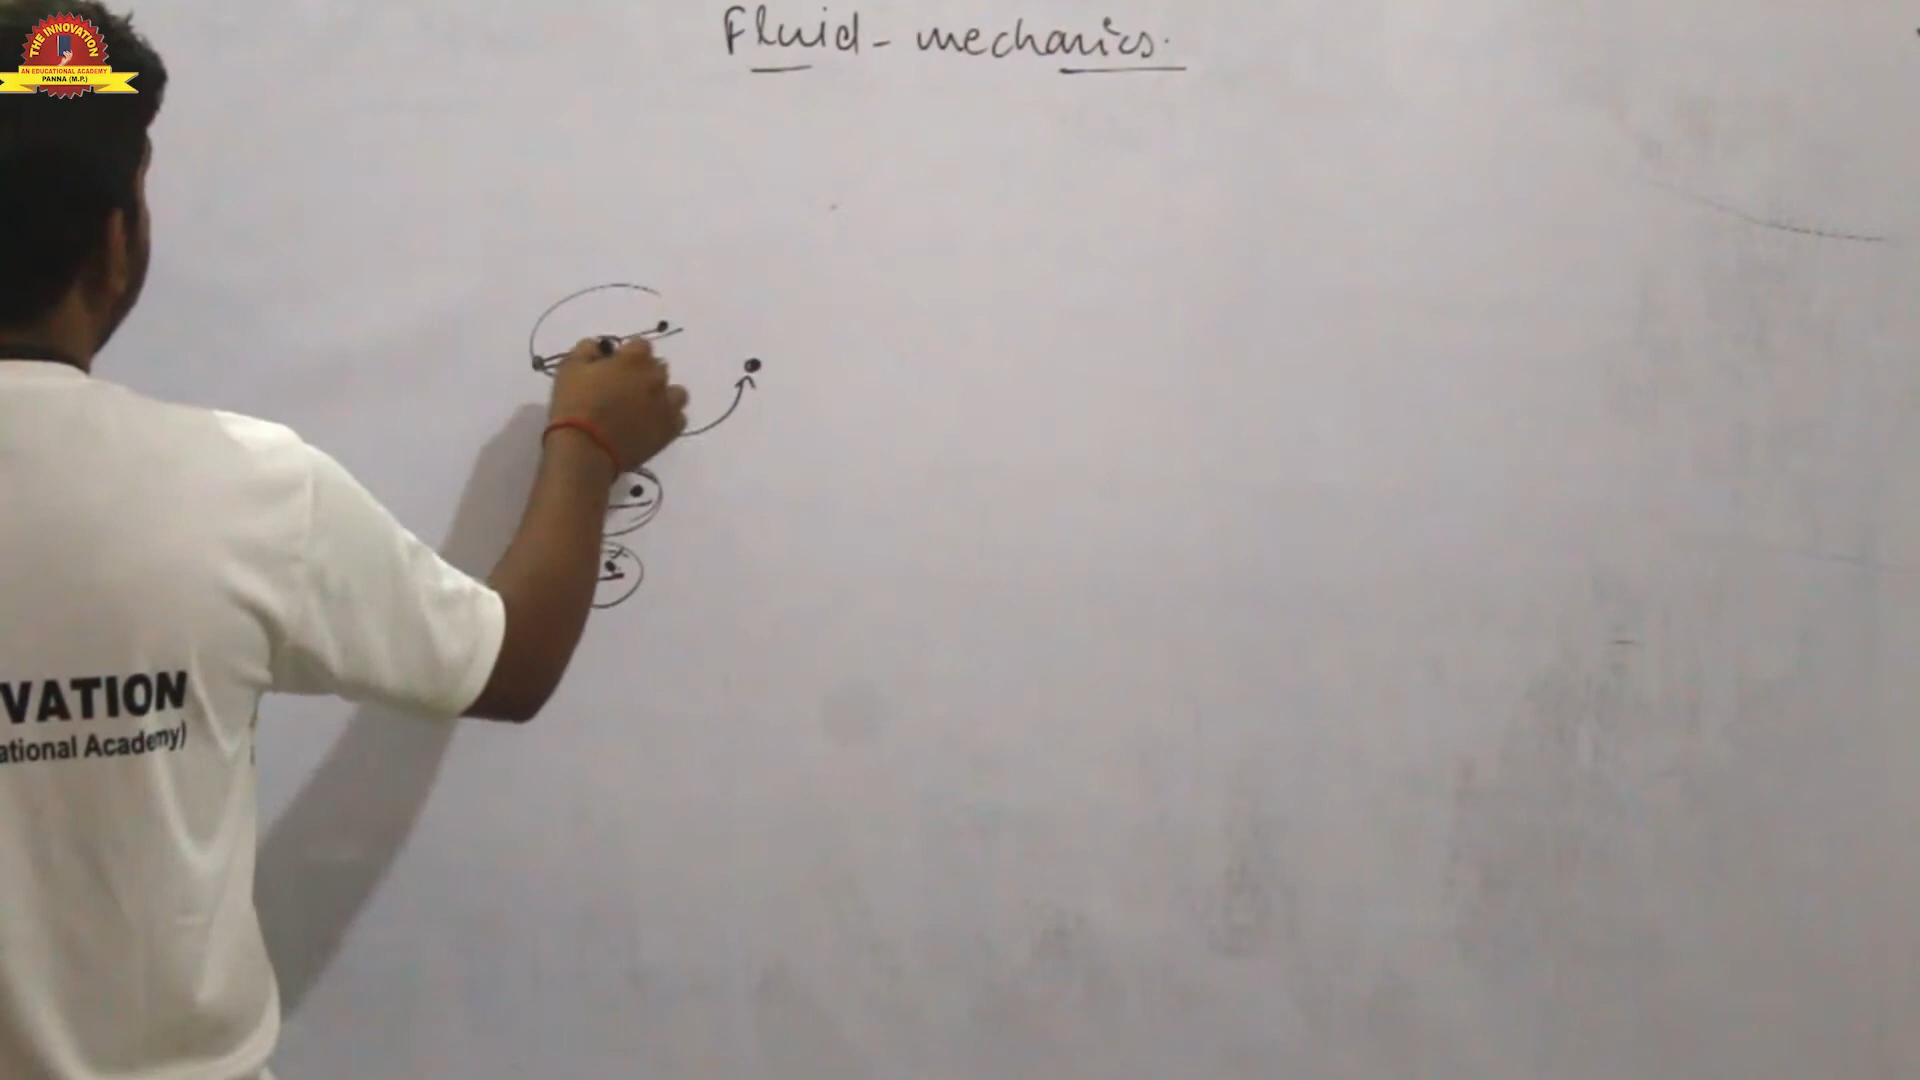 THE INNOVATION
AN EDUCATIONAL ACADEMY
PANNA (M.P.)
Fluid - mechanics.
VATION
ational Academy)